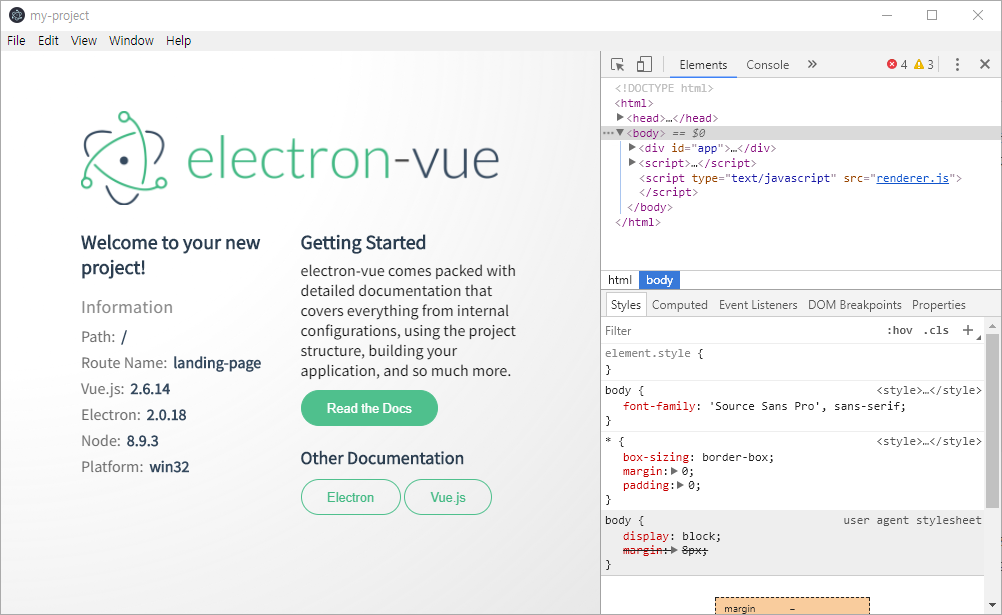 my-project
File Edit View Window Help
electron-vue
Welcome to your new
project!
Information
Path: /
Route Name: landing-page
Vue.js: 2.6.14
Electron: 2.0.18
Node: 8.9.3
Platform: win32
Getting Started
electron-vue comes packed with
detailed documentation that
covers everything from internal
configurations, using the project
structure, building your
application, and so much more.
Read the Docs
Other Documentation
Electron Vue.js
Elements Console » 4 3
<!DOCTYPE html>
<html>
<head>…</head>
<body> == $0
<div id="app">…</div>
<script>…</script>
<script type="text/javascript" src="renderer.js">
</script>
</body>
</html>
html body
Styles Computed Event Listeners DOM Breakpoints Properties
Filter :hov .cls +
element.style {
}
body { <style>…</style>
font-family: 'Source Sans Pro', sans-serif;
}
* { <style>…</style>
box-sizing: border-box;
margin: 0;
padding: 0;
}
body { user agent stylesheet
display: block;
margin: 8px;
}
margin –